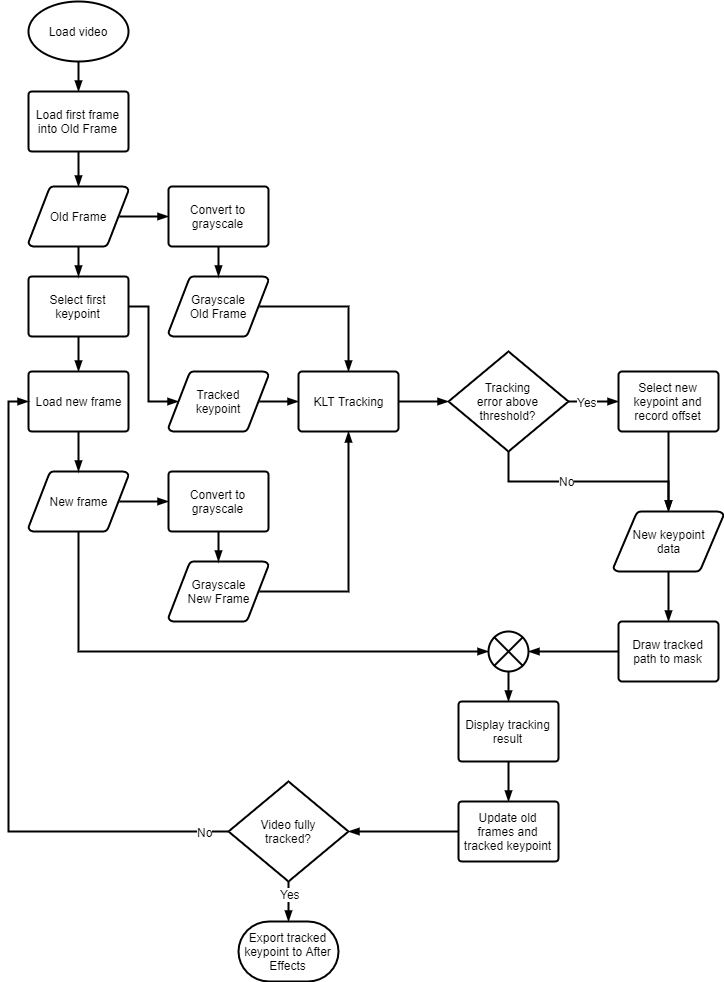 Load video
Load first frame
into Old Frame
Old Frame
Convert to
grayscale
Select first
keypoint
Grayscale
Old Frame
Load new frame
Tracked
keypoint
KLT Tracking
Tracking
error above
threshold?
Yes
Select new
keypoint and
record offset
No
New frame
Convert to
grayscale
New keypoint
data
Grayscale
New Frame
Draw tracked
path to mask
Display tracking
result
Update old
frames and
tracked keypoint
Video fully
tracked?
No
Yes
Export tracked
keypoint to After
Effects